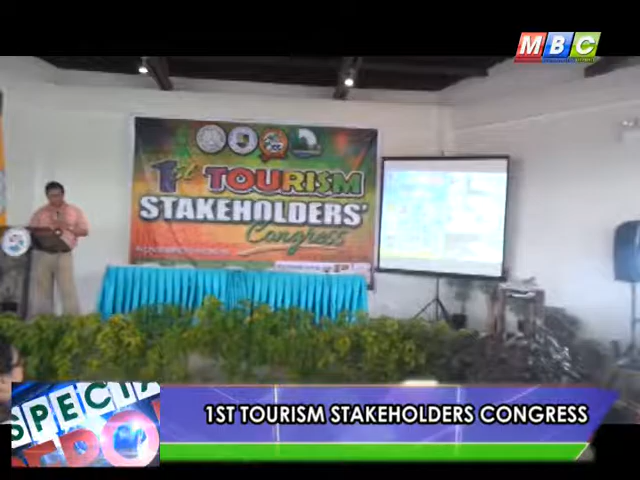 MBC
1st TOURISM
STAKEHOLDERS'
Congress
SPECIAL
1ST TOURISM STAKEHOLDERS CONGRESS